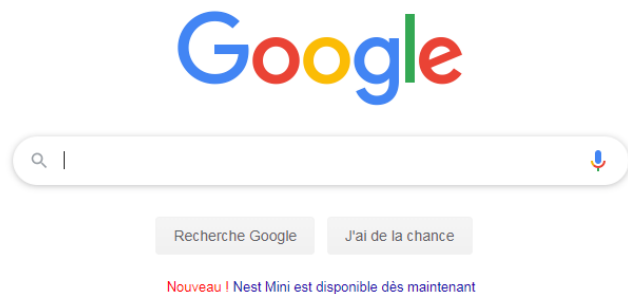 Google
Recherche Google
J'ai de la chance
Nouveau ! Nest Mini est disponible dès maintenant